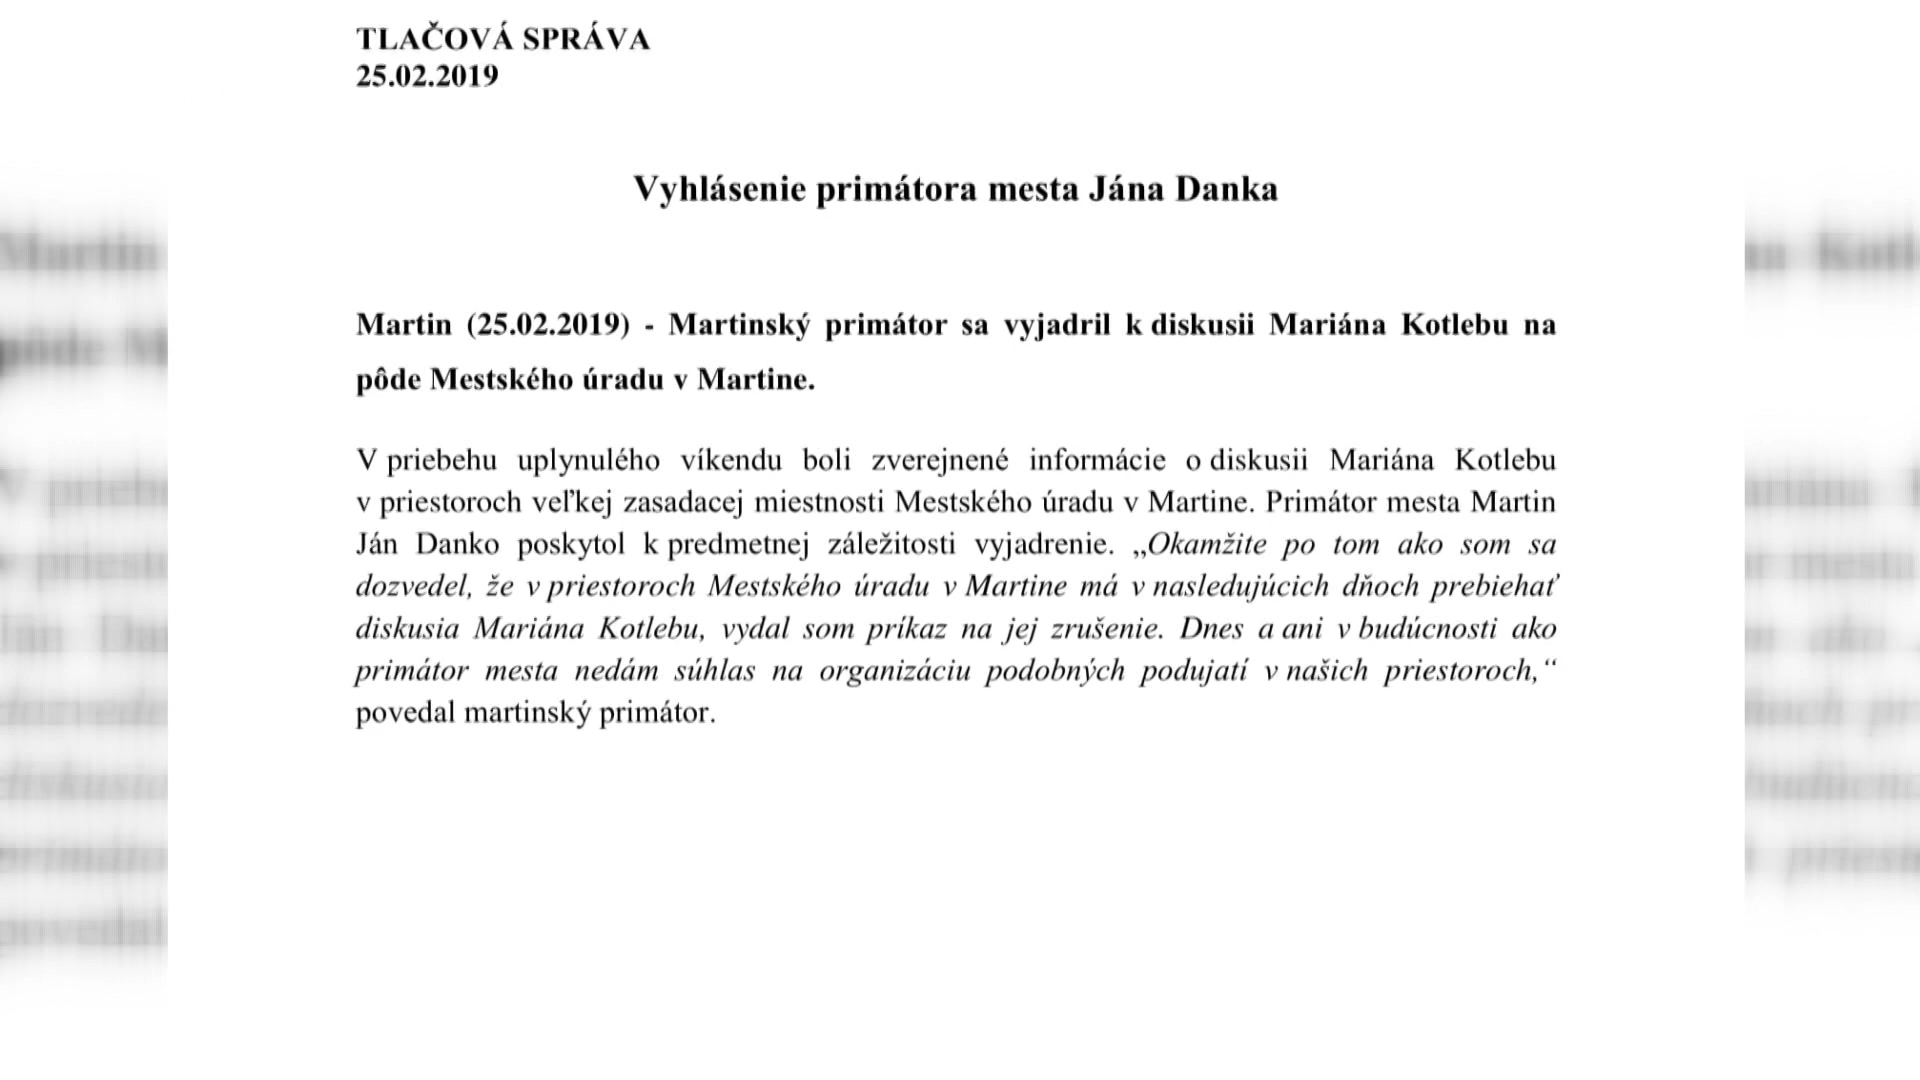 TLAČOVÁ SPRÁVA
25.02.2019
Vyhlásenie primátora mesta Jána Danka
Martin (25.02.2019) - Martinský primátor sa vyjadril k diskusii Mariána Kotlebu na
pôde Mestského úradu v Martine.
V priebehu uplynulého víkendu boli zverejnené informácie o diskusii Mariána Kotlebu
v priestoroch veľkej zasadacej miestnosti Mestského úradu v Martine. Primátor mesta Martin
Ján Danko poskytol k predmetnej záležitosti vyjadrenie. „Okamžite po tom ako som sa
dozvedel, že v priestoroch Mestského úradu v Martine má v nasledujúcich dňoch prebiehať
diskusia Mariána Kotlebu, vydal som príkaz na jej zrušenie. Dnes a ani v budúcnosti ako
primátor mesta nedám súhlas na organizáciu podobných podujatí v našich priestoroch,“
povedal martinský primátor.